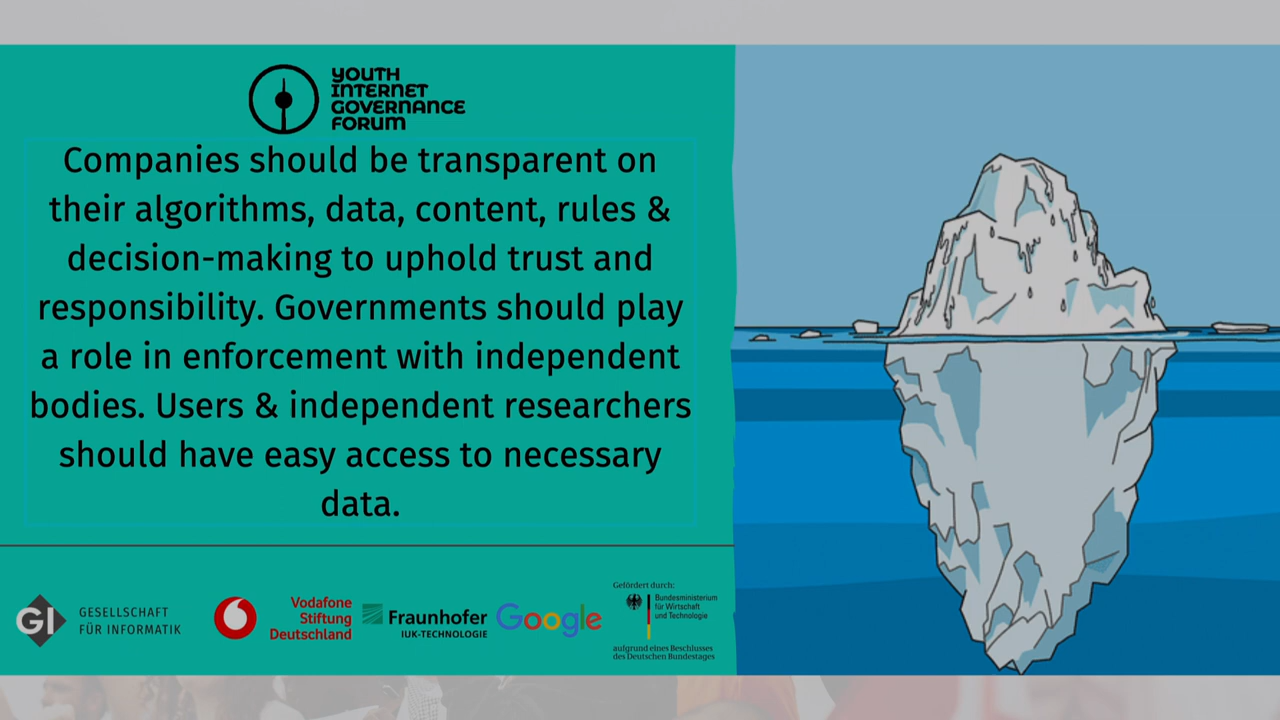 YOUTH
INTERNET
GOVERNANCE
FORUM
Companies should be transparent on
their algorithms, data, content, rules &
decision-making to uphold trust and
responsibility. Governments should play
a role in enforcement with independent
bodies. Users & independent researchers
should have easy access to necessary
data.
GI
GESELLSCHAFT
FÜR INFORMATIK
Vodafone
Stiftung
Deutschland
Fraunhofer
IUK-TECHNOLOGIE
Google
Gefördert durch:
Bundesministerium
für Wirtschaft
und Technologie
aufgrund eines Beschlusses
des Deutschen Bundestages